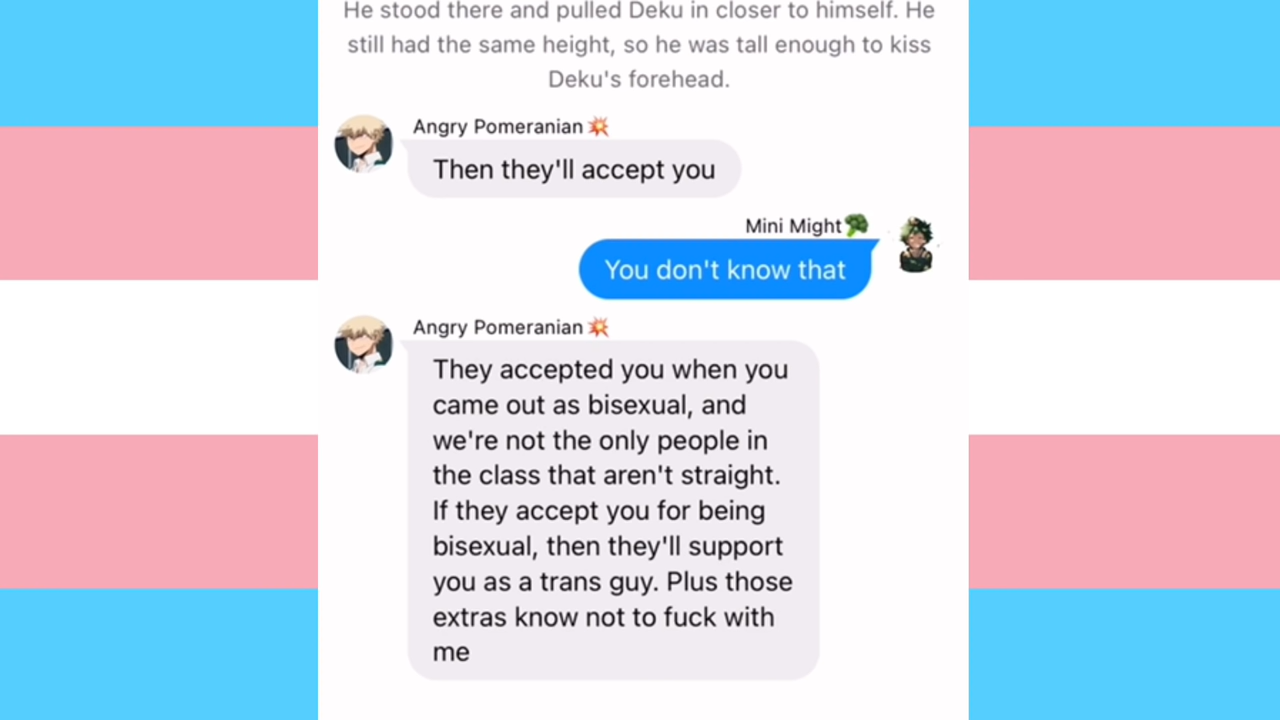 He stood there and pulled Deku in closer to himself. He
still had the same height, so he was tall enough to kiss
Deku's forehead.
Angry Pomeranian💥
Then they'll accept you
Mini Might🥦
You don't know that
Angry Pomeranian💥
They accepted you when you
came out as bisexual, and
we're not the only people in
the class that aren't straight.
If they accept you for being
bisexual, then they'll support
you as a trans guy. Plus those
extras know not to fuck with
me